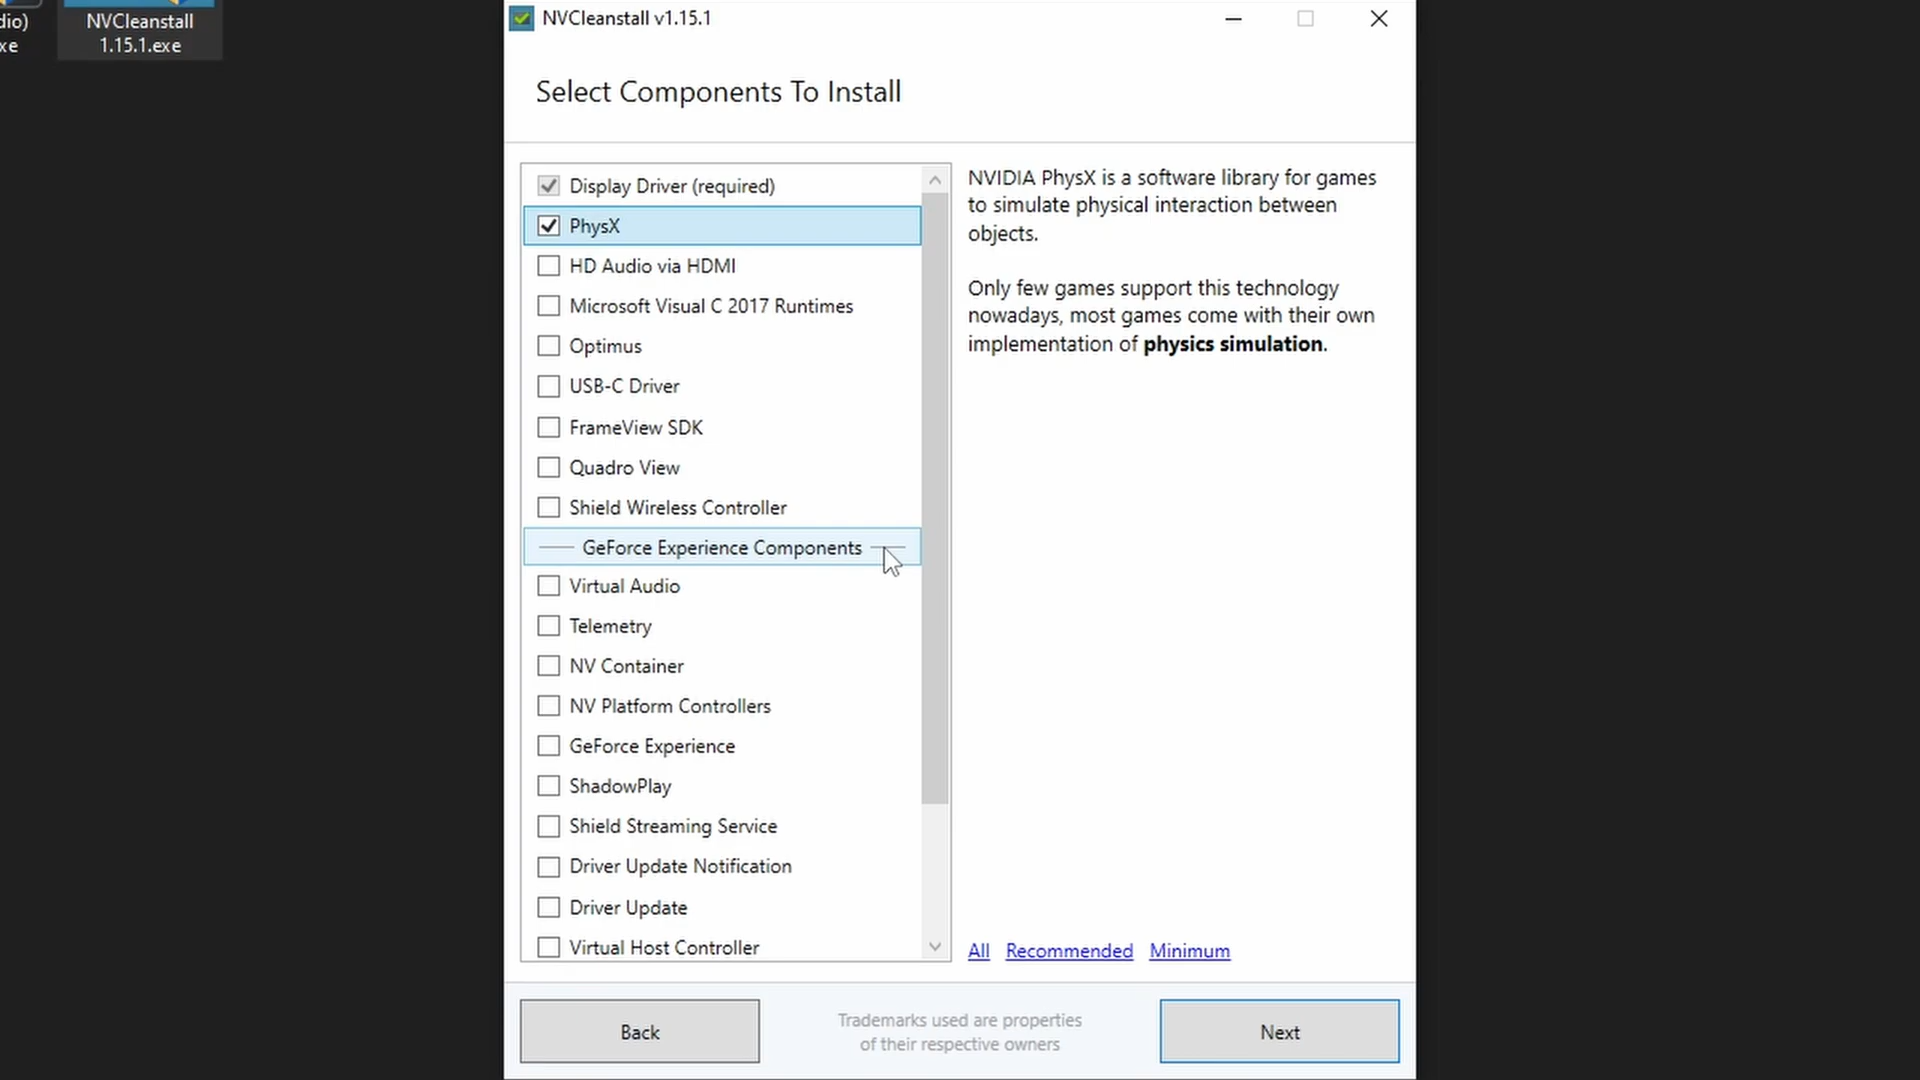 dio)
xe
NVCleanstall
1.15.1.exe
NVCleanstall v1.15.1
Select Components To Install
Display Driver (required)
PhysX
HD Audio via HDMI
Microsoft Visual C 2017 Runtimes
Optimus
USB-C Driver
FrameView SDK
Quadro View
Shield Wireless Controller
GeForce Experience Components
Virtual Audio
Telemetry
NV Container
NV Platform Controllers
GeForce Experience
ShadowPlay
Shield Streaming Service
Driver Update Notification
Driver Update
Virtual Host Controller
NVIDIA PhysX is a software library for games
to simulate physical interaction between
objects.
Only few games support this technology
nowadays, most games come with their own
implementation of physics simulation.
All Recommended Minimum
Back
Trademarks used are properties
of their respective owners
Next